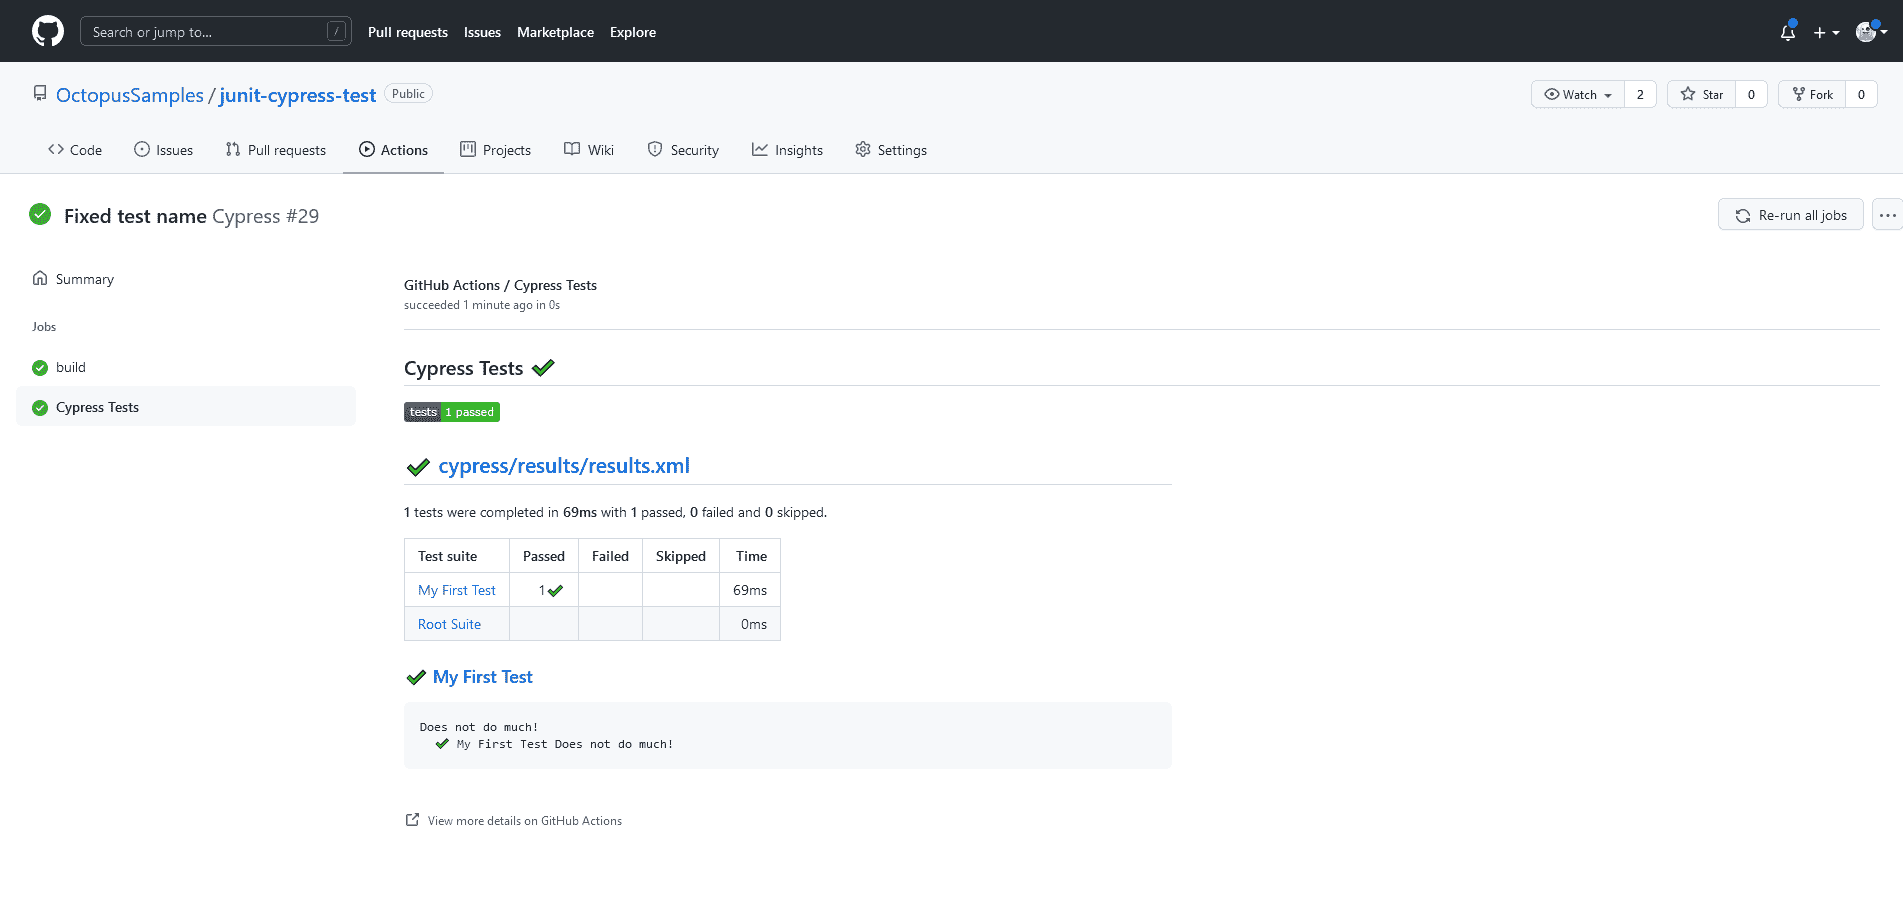 Search or jump to... /
Pull requests Issues Marketplace Explore
OctopusSamples / junit-cypress-test Public
Watch 2 Star 0 Fork 0
Code Issues Pull requests Actions Projects Wiki Security Insights Settings
Fixed test name Cypress #29
Re-run all jobs
Summary
Jobs
build
Cypress Tests
GitHub Actions / Cypress Tests
succeeded 1 minute ago in 0s
Cypress Tests
tests 1 passed
cypress/results/results.xml
1 tests were completed in 69ms with 1 passed, 0 failed and 0 skipped.
Test suite Passed Failed Skipped Time
My First Test 1 69ms
Root Suite 0ms
My First Test
Does not do much!
My First Test Does not do much!
View more details on GitHub Actions